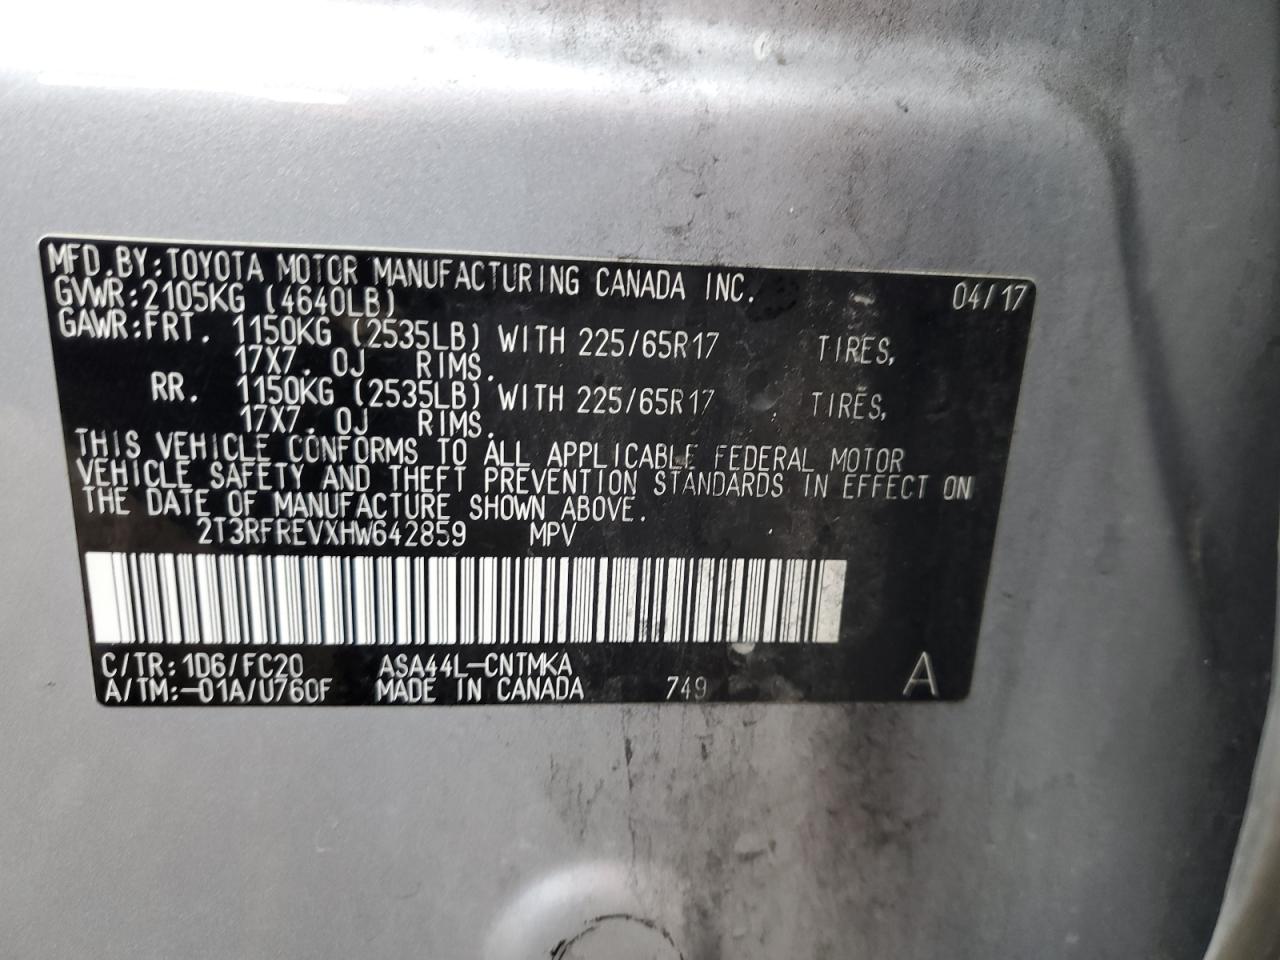 MFD.BY:TOYOTA MOTOR MANUFACTURING CANADA INC. 04/17
GVWR:2105KG (4640LB)
GAWR:FRT. 1150KG (2535LB) WITH 225/65R17 TIRES,
17X7.0J RIMS.
RR. 1150KG (2535LB) WITH 225/65R17 TIRES,
17X7.0J RIMS.
THIS VEHICLE CONFORMS TO ALL APPLICABLE FEDERAL MOTOR
VEHICLE SAFETY AND THEFT PREVENTION STANDARDS IN EFFECT ON
THE DATE OF MANUFACTURE SHOWN ABOVE.
2T3RFREVXHW642859 MPV
C/TR:1D6/FC20 ASA44L-CNTMKA
A/TM:-01A/U760F MADE IN CANADA 749 A